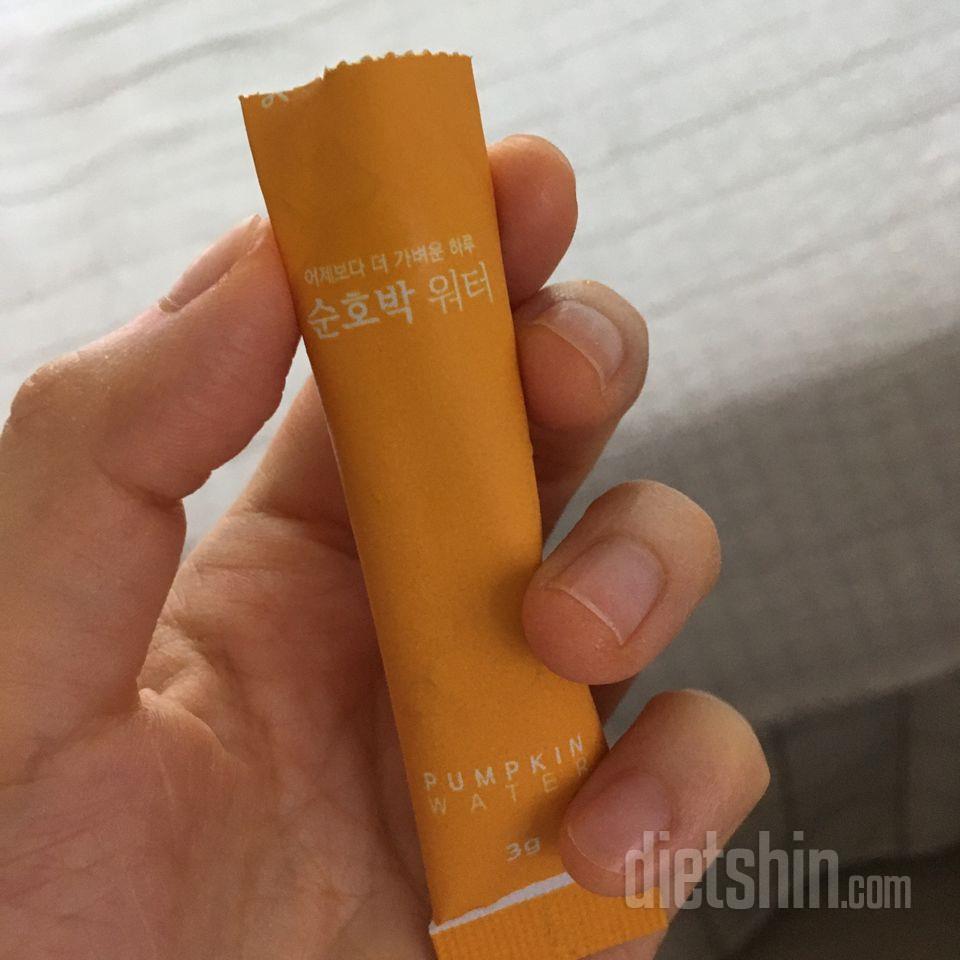 어제보다 더 가벼운 하루
순호박 워터
PUMPKIN
WATER
3g
dietshin.com